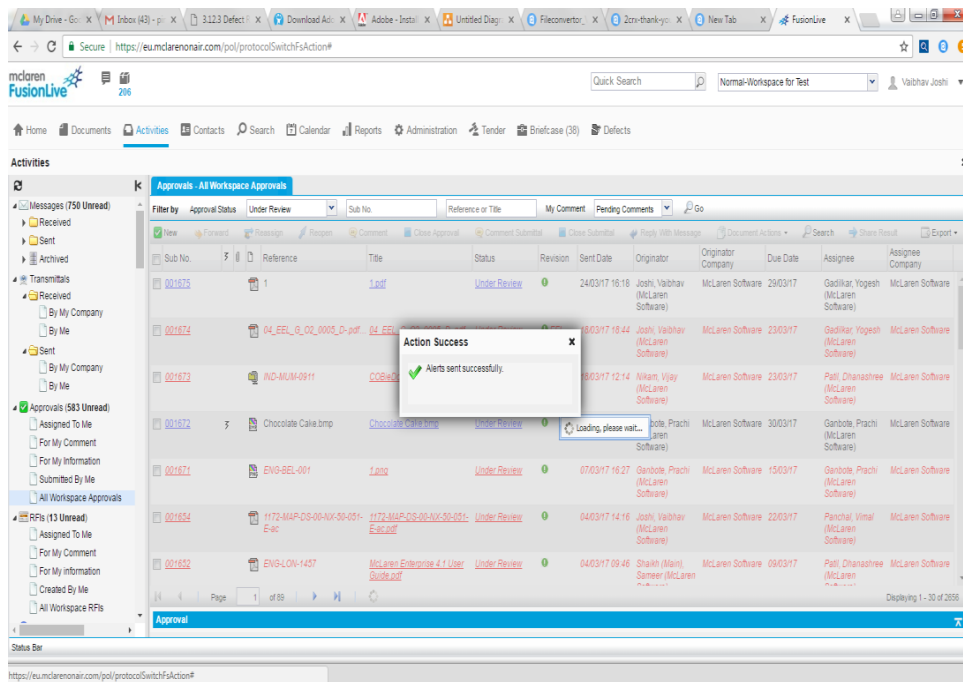 My Drive - Goo
M Inbox (43) - pr
3.12.3 Defect F
Download Ado
Adobe - Instal
Untitled Diagr
Fileconvertor_
2crv-thank-yo
New Tab
FusionLive
Secure | https://eu.mclarenonair.com/pol/protocolSwitchFsAction#
mclaren
FusionLive
206
Quick Search
Normal-Workspace for Test
Vaibhav Joshi
Home Documents Activities Contacts Search Calendar Reports Administration Tender Briefcase (38) Defects
Activities
Messages (750 Unread)
Received
Sent
Archived
Transmittals
Received
By My Company
By Me
Sent
By My Company
By Me
Approvals (583 Unread)
Assigned To Me
For My Comment
For My Information
Submitted By Me
All Workspace Approvals
RFIs (13 Unread)
Assigned To Me
For My Comment
For My information
Created By Me
All Workspace RFIs
Approvals - All Workspace Approvals
Filter by Approval Status Under Review Sub No. Reference or Title My Comment Pending Comments Go
New Forward Reassign Reopen Comment Close Approval Comment Submittal Close Submittal Reply With Message Document Actions Search Share Result Export
Sub No. Reference Title Status Revision Sent Date Originator Originator Company Due Date Assignee Assignee Company
001675 1 1.pdf Under Review 0 24/03/17 16:18 Joshi, Vaibhav (McLaren Software) McLaren Software 29/03/17 Gadilkar, Yogesh (McLaren Software) McLaren Software
001674 04_EEL_G_O2_0005_D-.pdf... 16/03/17 16:44 Joshi, Vaibhav (McLaren Software) McLaren Software 23/03/17 Gadilkar, Yogesh (McLaren Software) McLaren Software
001673 IND-MUM-0911 16/03/17 12:14 Nikam, Vijay (McLaren Software) McLaren Software 23/03/17 Patil, Dhanashree (McLaren Software) McLaren Software
001672 Chocolate Cake.bmp Chocolate Cake.bmp Under Review 0 Software) McLaren Software 30/03/17 Ganbote, Prachi (McLaren Software) McLaren Software
001671 ENG-BEL-001 1.png Under Review 0 07/03/17 16:27 Ganbote, Prachi (McLaren Software) McLaren Software 15/03/17 Ganbote, Prachi (McLaren Software) McLaren Software
001654 1172-MAP-DS-00-NX-50-051-E-ac 1172-MAP-DS-00-NX-50-051-E-ac.pdf Under Review 0 04/03/17 14:16 Joshi, Vaibhav (McLaren Software) McLaren Software 22/03/17 Panchal, Vimal (McLaren Software) McLaren Software
001652 ENG-LON-1457 McLaren Enterprise 4.1 User Guide.pdf Under Review 0 04/03/17 09:46 Shaikh (Main), Sameer (McLaren McLaren Software 09/03/17 Patil, Dhanashree (McLaren McLaren Software
Action Success x
Alerts sent successfully.
Loading, please wait...
Page 1 of 89
Displaying 1 - 30 of 2656
Approval
Status Bar
https://eu.mclarenonair.com/pol/protocolSwitchFsAction#